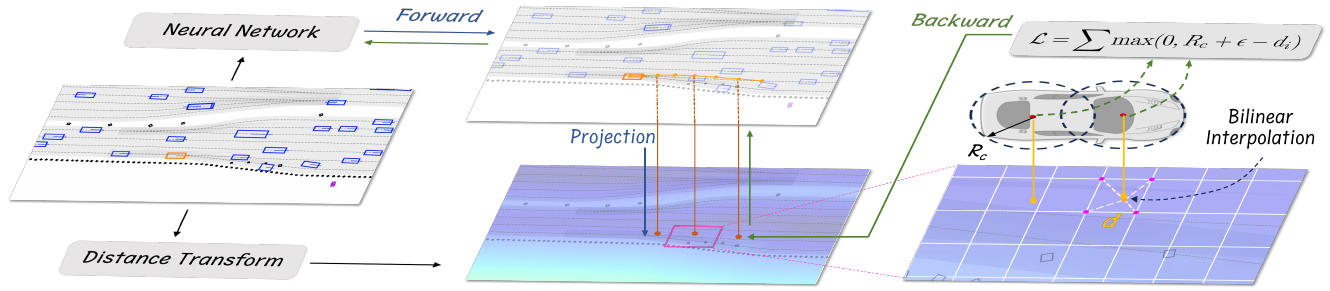 Neural Network
Forward
Backward
ℒ = ∑ max(0, R_c + ϵ − d_i)
Projection
R_c
Bilinear
Interpolation
d
Distance Transform